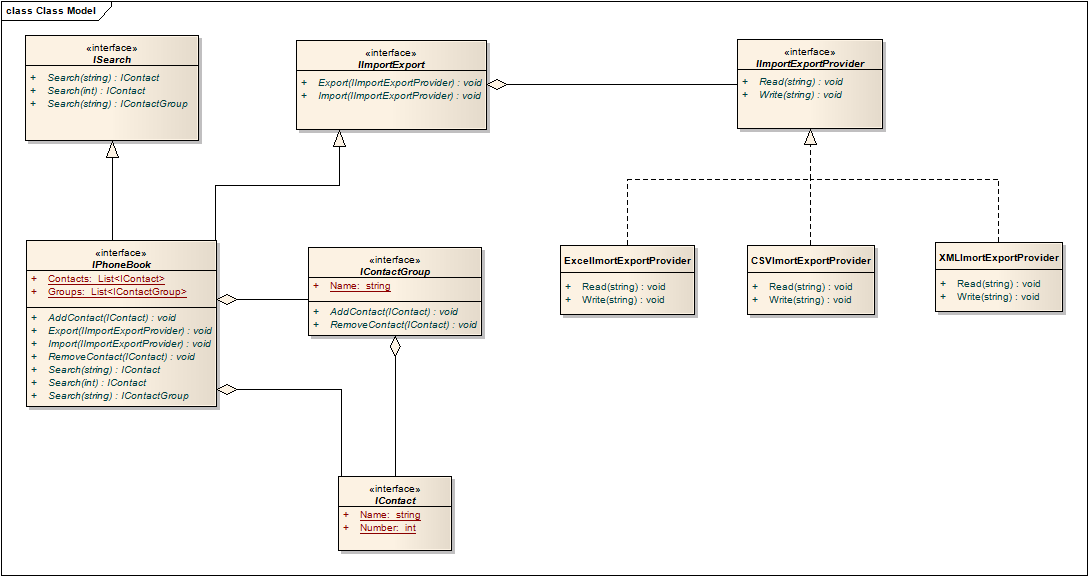 class Class Model
«interface»
ISearch
+ Search(string) : IContact
+ Search(int) : IContact
+ Search(string) : IContactGroup
«interface»
IImportExport
+ Export(IImportExportProvider) : void
+ Import(IImportExportProvider) : void
«interface»
IImportExportProvider
+ Read(string) : void
+ Write(string) : void
«interface»
IPhoneBook
+ Contacts: List<IContact>
+ Groups: List<IContactGroup>
+ AddContact(IContact) : void
+ Export(IImportExportProvider) : void
+ Import(IImportExportProvider) : void
+ RemoveContact(IContact) : void
+ Search(string) : IContact
+ Search(int) : IContact
+ Search(string) : IContactGroup
«interface»
IContactGroup
+ Name: string
+ AddContact(IContact) : void
+ RemoveContact(IContact) : void
ExcelImortExportProvider
+ Read(string) : void
+ Write(string) : void
CSVImortExportProvider
+ Read(string) : void
+ Write(string) : void
XMLImortExportProvider
+ Read(string) : void
+ Write(string) : void
«interface»
IContact
+ Name: string
+ Number: int